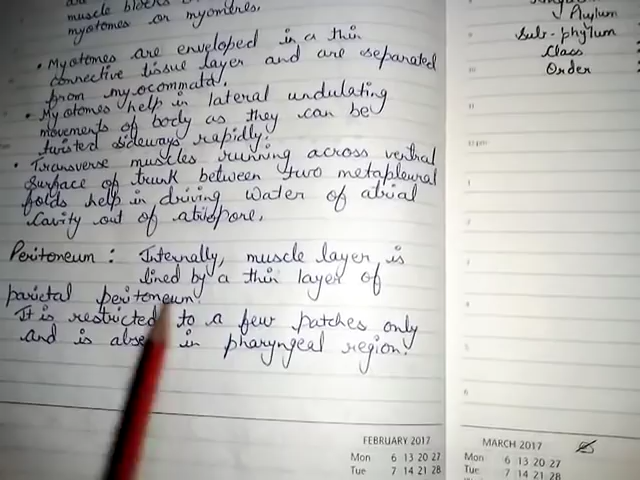 muscle blocks or
myotomes or myomeres.
• Myotomes are enveloped in a thin
connective tissue layer and are separated
from myocommata.
• Myotomes help in lateral undulating
movements of body as they can be
twisted sideways rapidly.
• Transverse muscles running across ventral
surface of trunk between two metapleural
folds help in driving water of atrial
cavity out of atriopore.
Peritoneum : Internally, muscle layer is
lined by a thin layer of
parietal peritoneum
It is restricted to a few patches only
and is in pharyngeal region.
FEBRUARY 2017
Mon 6 13 20 27
Tue 7 14 21 28
Phylum
Sub-phylum
Class
Order
MARCH 2017
Mon 6 13 20 27
Tue 7 14 21 28